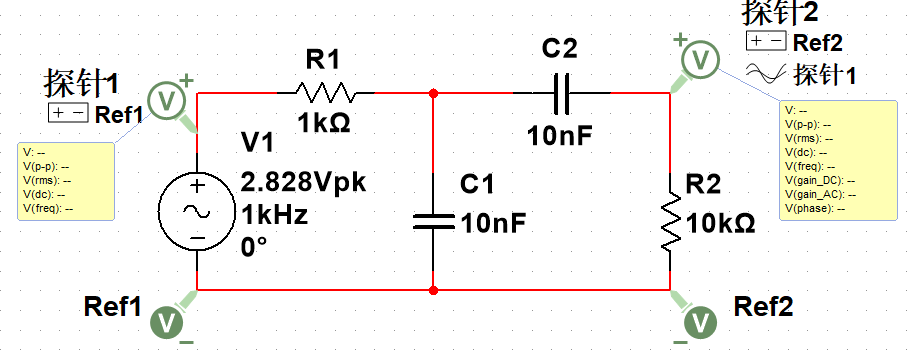 探针1
+ -
Ref1
V
+
V: --
V(p-p): --
V(rms): --
V(dc): --
V(freq): --
R1
1kΩ
V1
2.828Vpk
1kHz
0°
+
−
C1
10nF
C2
10nF
R2
10kΩ
+
V
探针2
+ -
Ref2
探针1
V: --
V(p-p): --
V(rms): --
V(dc): --
V(freq): --
V(gain_DC): --
V(gain_AC): --
V(phase): --
Ref1
V
−
V
−
Ref2